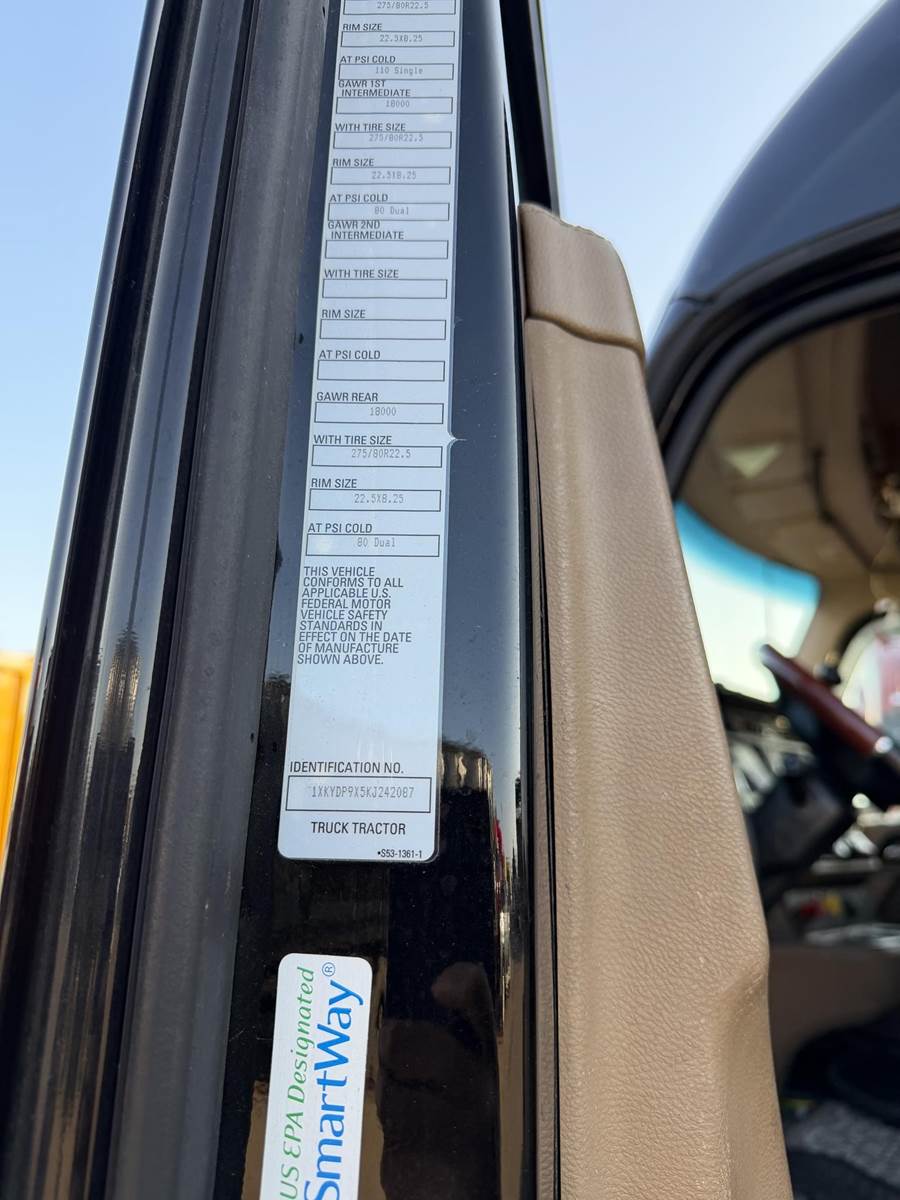 275/80R22.5
RIM SIZE
22.5X8.25
AT PSI COLD
110 Single
GAWR 1ST
INTERMEDIATE
18000
WITH TIRE SIZE
275/80R22.5
RIM SIZE
22.5X8.25
AT PSI COLD
80 Dual
GAWR 2ND
INTERMEDIATE
WITH TIRE SIZE
RIM SIZE
AT PSI COLD
GAWR REAR
18000
WITH TIRE SIZE
275/80R22.5
RIM SIZE
22.5X8.25
AT PSI COLD
80 Dual
THIS VEHICLE
CONFORMS TO ALL
APPLICABLE U.S.
FEDERAL MOTOR
VEHICLE SAFETY
STANDARDS IN
EFFECT ON THE DATE
OF MANUFACTURE
SHOWN ABOVE.
IDENTIFICATION NO.
1XKYDP9X5KJ242087
TRUCK TRACTOR
•S53-1361-1
US EPA Designated
SmartWay®